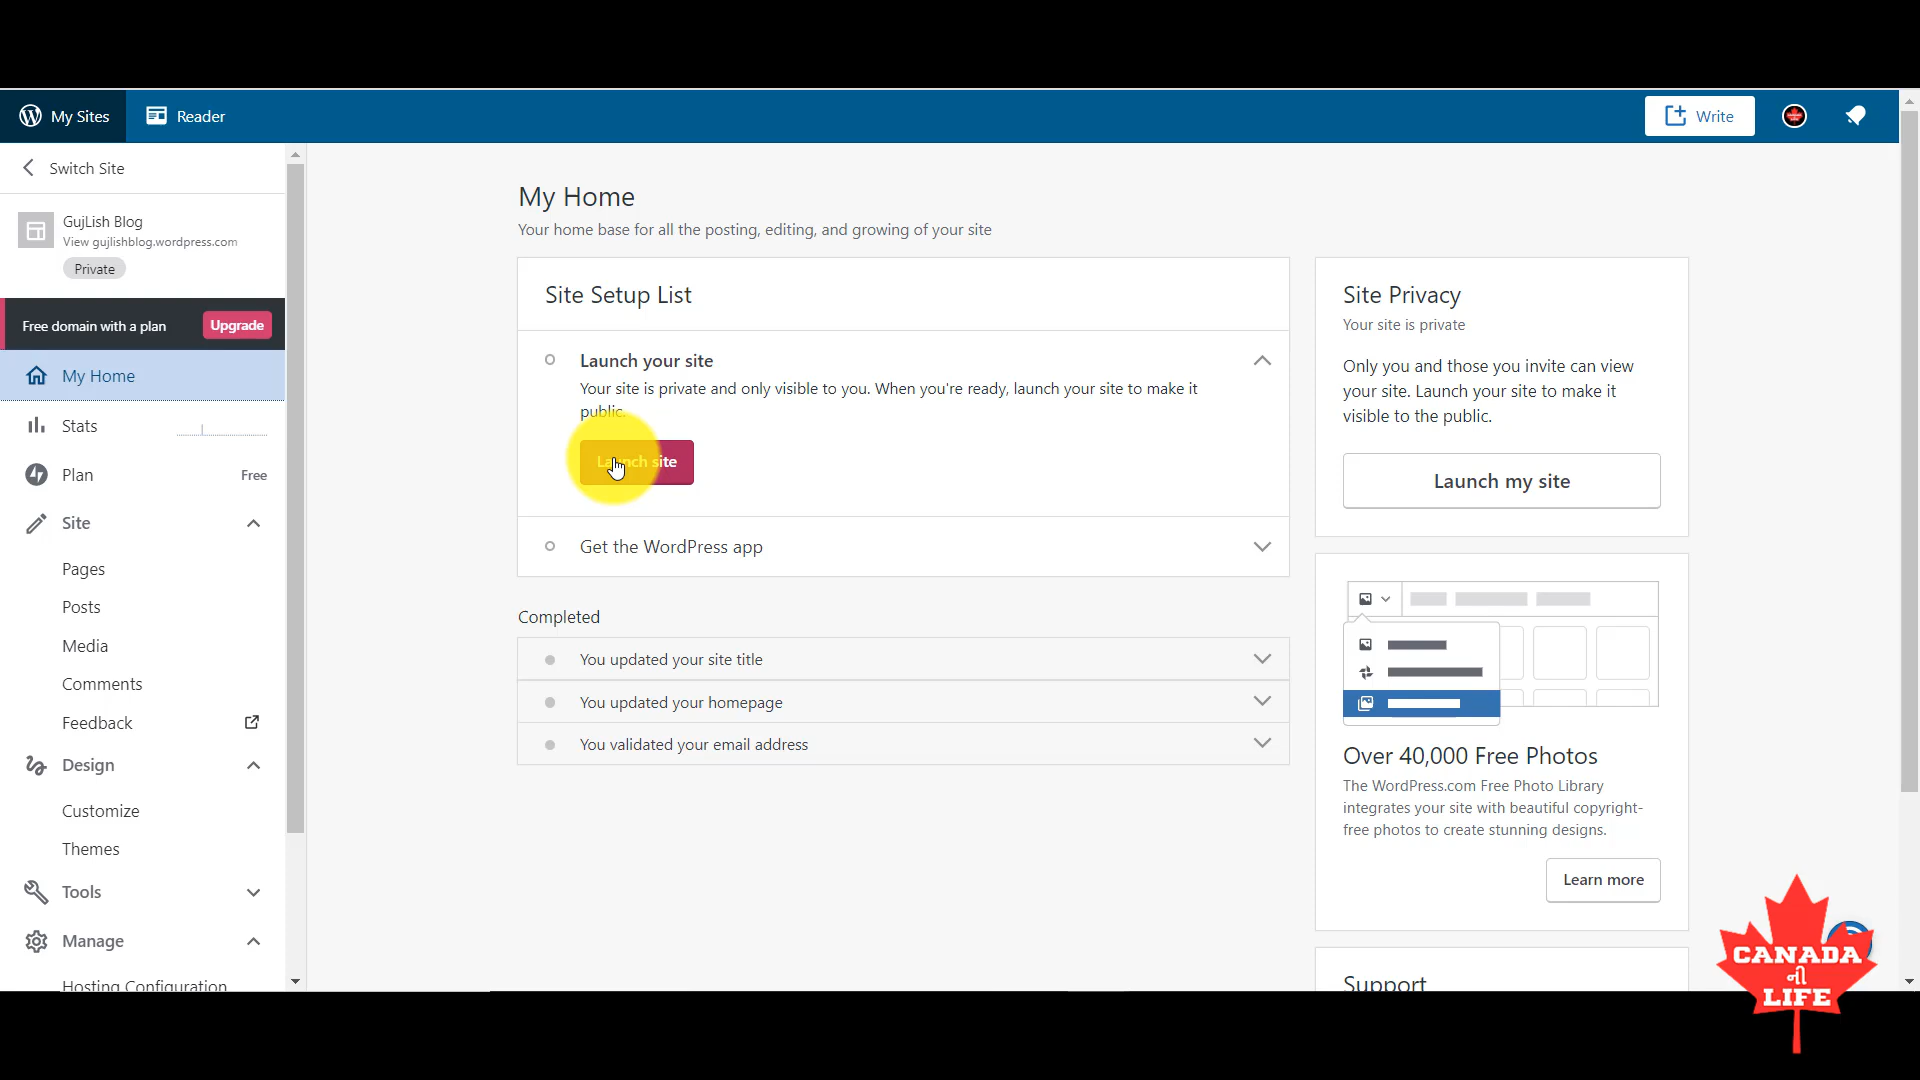 My Sites
Reader
Write
Switch Site
GujLish Blog
View gujlishblog.wordpress.com
Private
Free domain with a plan
Upgrade
My Home
Stats
Plan
Free
Site
Pages
Posts
Media
Comments
Feedback
Design
Customize
Themes
Tools
Manage
Hosting Configuration
My Home
Your home base for all the posting, editing, and growing of your site
Site Setup List
Launch your site
Your site is private and only visible to you. When you're ready, launch your site to make it
public.
Launch site
Get the WordPress app
Completed
You updated your site title
You updated your homepage
You validated your email address
Site Privacy
Your site is private
Only you and those you invite can view
your site. Launch your site to make it
visible to the public.
Launch my site
Over 40,000 Free Photos
The WordPress.com Free Photo Library
integrates your site with beautiful copyright-
free photos to create stunning designs.
Learn more
Support
CANADA
ની
LIFE